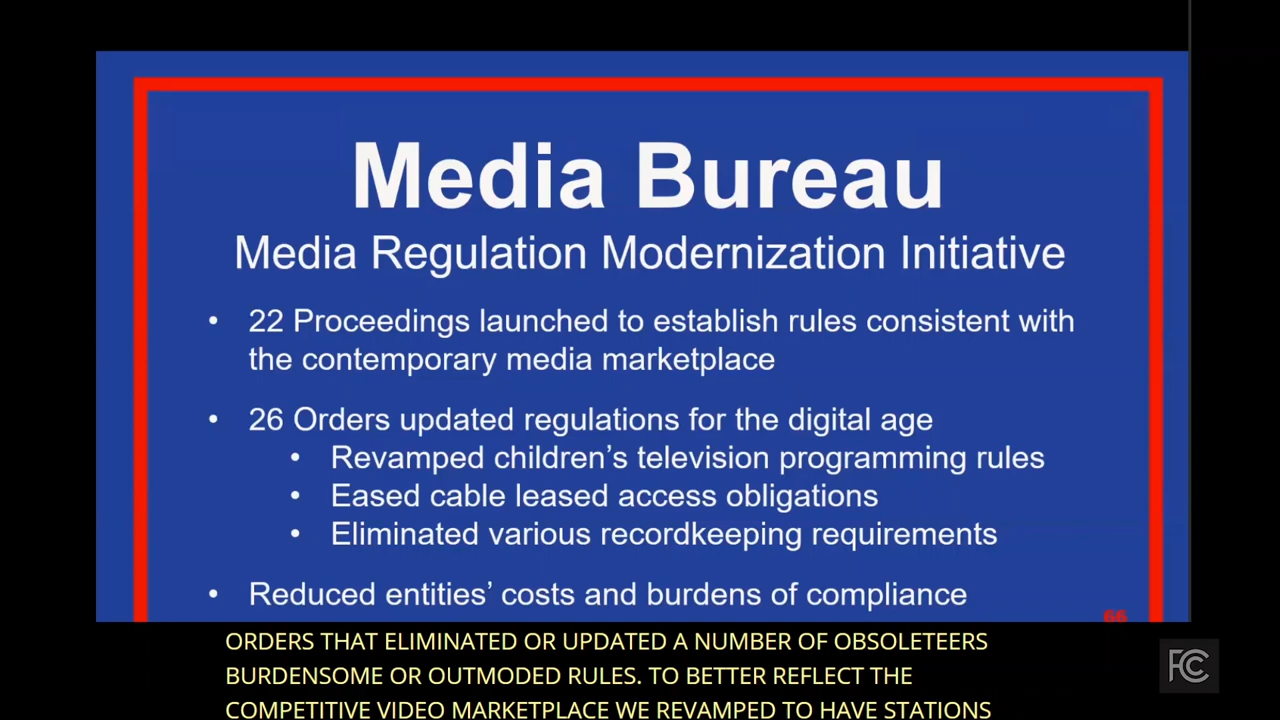 Media Bureau
Media Regulation Modernization Initiative
• 22 Proceedings launched to establish rules consistent with
the contemporary media marketplace
• 26 Orders updated regulations for the digital age
• Revamped children's television programming rules
• Eased cable leased access obligations
• Eliminated various recordkeeping requirements
• Reduced entities' costs and burdens of compliance
66
ORDERS THAT ELIMINATED OR UPDATED A NUMBER OF OBSOLETEERS
BURDENSOME OR OUTMODED RULES. TO BETTER REFLECT THE
COMPETITIVE VIDEO MARKETPLACE WE REVAMPED TO HAVE STATIONS
FCC